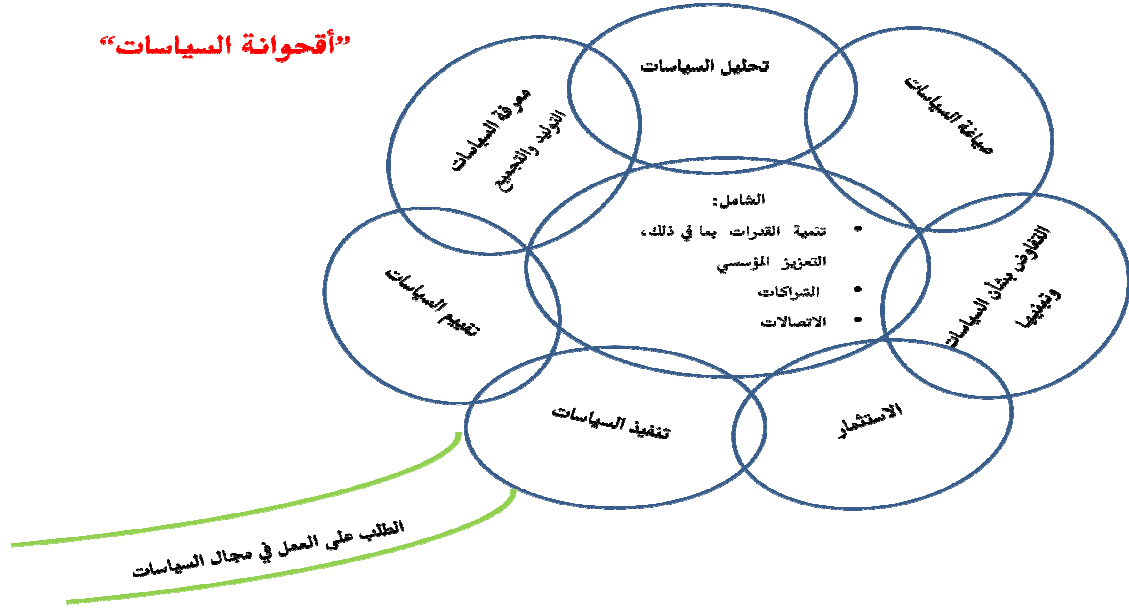 ”أقحوانة السياسات“
تحليل السياسات
صياغة السياسات
معرفة السياسات
التوليد والتجميع
الشامل:
• تنمية القدرات بما في ذلك،
التعزيز المؤسسي
• الشراكات
• الاتصالات
التفاوض بشأن السياسات
وتبنيها
تقييم السياسات
تنفيذ السياسات
الاستثمار
الطلب على العمل في مجال السياسات